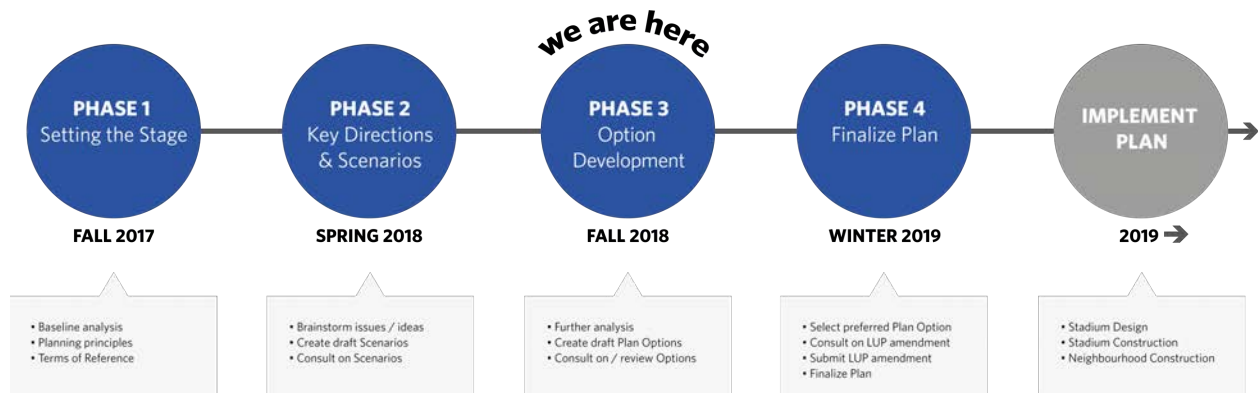 we are here
PHASE 1
Setting the Stage
PHASE 2
Key Directions
& Scenarios
PHASE 3
Option
Development
PHASE 4
Finalize Plan
IMPLEMENT
PLAN
FALL 2017
SPRING 2018
FALL 2018
WINTER 2019
2019
• Baseline analysis
• Planning principles
• Terms of Reference
• Brainstorm issues / ideas
• Create draft Scenarios
• Consult on Scenarios
• Further analysis
• Create draft Plan Options
• Consult on / review Options
• Select preferred Plan Option
• Consult on LUP amendment
• Submit LUP amendment
• Finalize Plan
• Stadium Design
• Stadium Construction
• Neighbourhood Construction